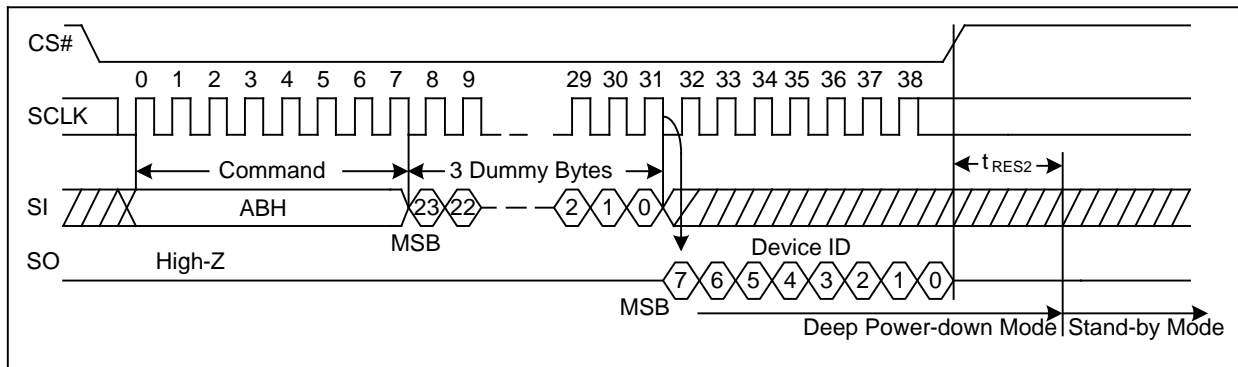 CS#
0 1 2 3 4 5 6 7 8 9 29 30 31 32 33 34 35 36 37 38
SCLK
Command 3 Dummy Bytes tRES2
SI ABH 23 22 2 1 0
MSB Device ID
SO High-Z
7 6 5 4 3 2 1 0
MSB
Deep Power-down Mode Stand-by Mode